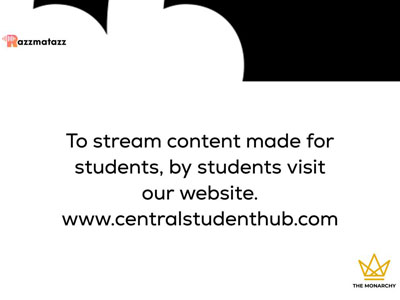 Razzmatazz
To stream content made for
students, by students visit
our website.
www.centralstudenthub.com
THE MONARCHY